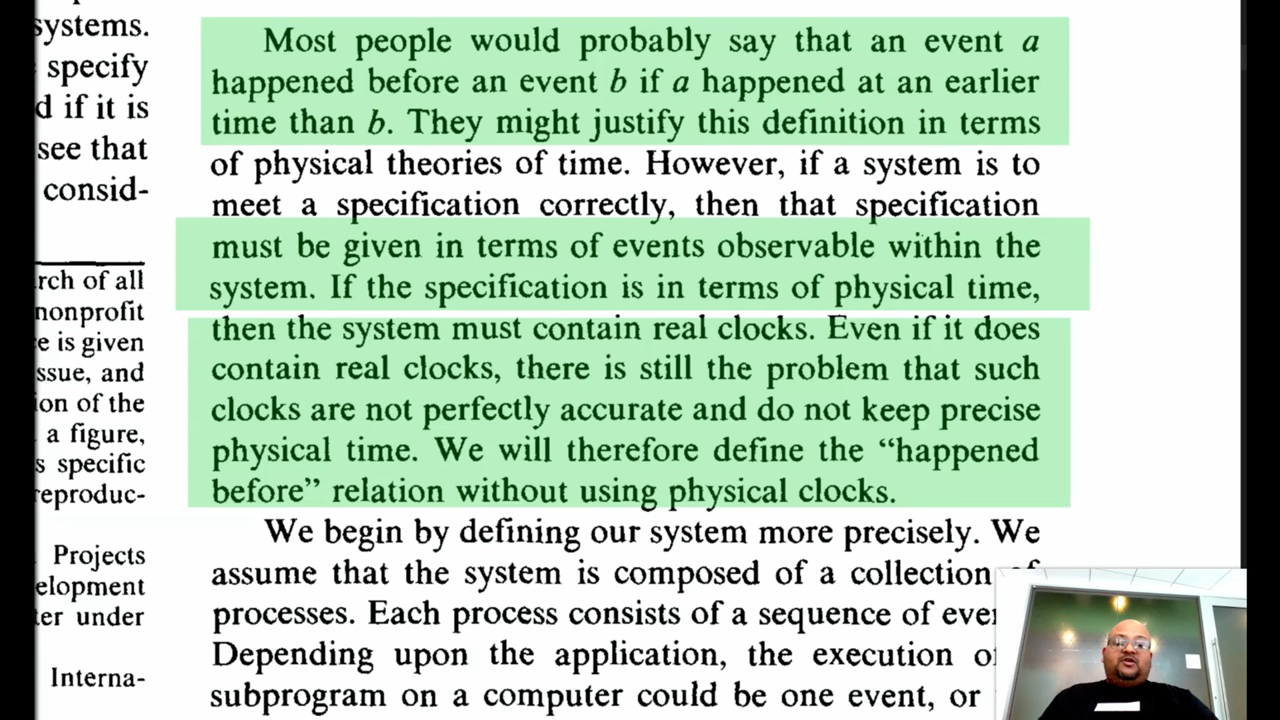 systems.
specify
d if it is
see that
consid-
rch of all
nonprofit
e is given
ssue, and
ion of the
a figure,
s specific
reproduc-
Projects
elopment
er under
Interna-
Most people would probably say that an event a
happened before an event b if a happened at an earlier
time than b. They might justify this definition in terms
of physical theories of time. However, if a system is to
meet a specification correctly, then that specification
must be given in terms of events observable within the
system. If the specification is in terms of physical time,
then the system must contain real clocks. Even if it does
contain real clocks, there is still the problem that such
clocks are not perfectly accurate and do not keep precise
physical time. We will therefore define the “happened
before” relation without using physical clocks.
We begin by defining our system more precisely. We
assume that the system is composed of a collection of
processes. Each process consists of a sequence of eve
Depending upon the application, the execution o
subprogram on a computer could be one event, or